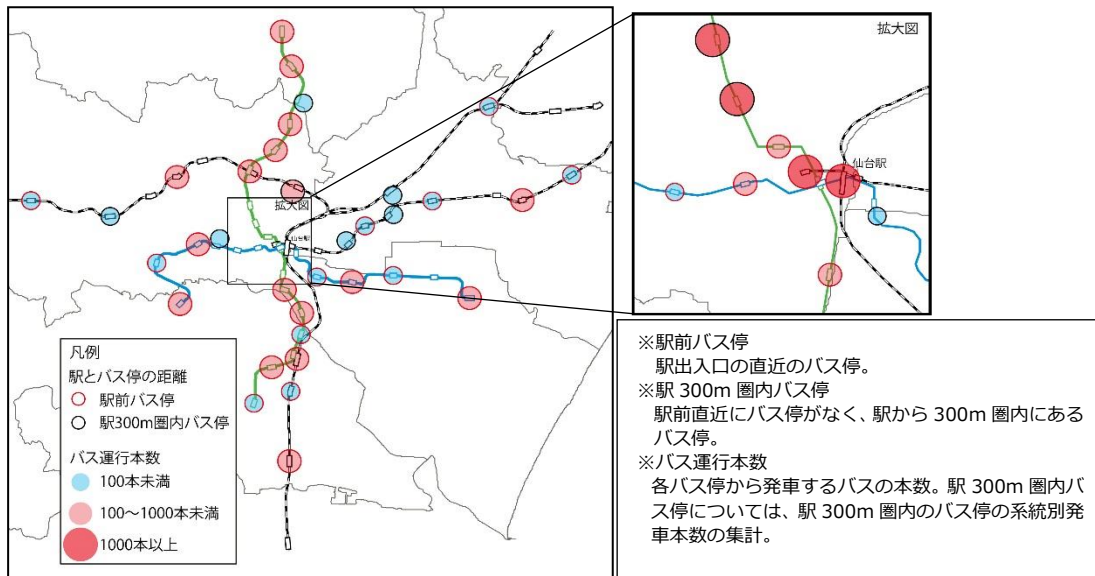 拡大図
仙台駅
凡例
駅とバス停の距離
駅前バス停
駅300m圏内バス停
バス運行本数
100本未満
100～1000本未満
1000本以上
拡大図
仙台駅
※駅前バス停
駅出入口の直近のバス停。
※駅 300m 圏内バス停
駅前直近にバス停がなく、駅から 300m 圏内にある
バス停。
※バス運行本数
各バス停から発車するバスの本数。駅 300m 圏内バ
ス停については、駅 300m 圏内のバス停の系統別発
車本数の集計。